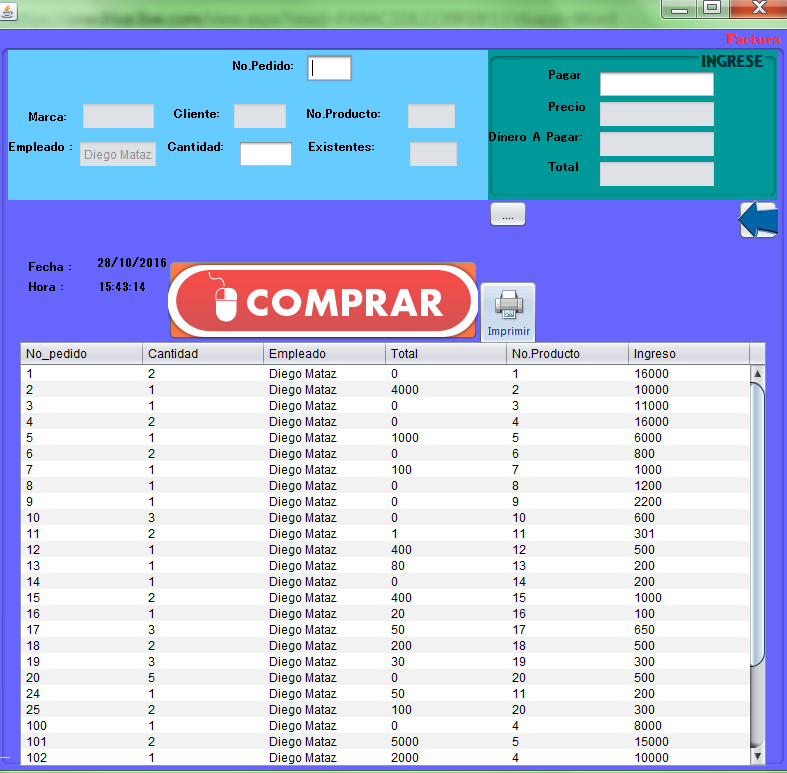 Factura
No.Pedido:
INGRESE
Pagar
Marca:
Cliente:
No.Producto:
Precio
Empleado :
Diego Mataz
Cantidad:
Existentes:
Dinero A Pagar:
Total
....
Fecha :
28/10/2016
Hora :
15:43:14
COMPRAR
Imprimir
No_pedido Cantidad Empleado Total No.Producto Ingreso
1 2 Diego Mataz 0 1 16000
2 1 Diego Mataz 4000 2 10000
3 1 Diego Mataz 0 3 11000
4 2 Diego Mataz 0 4 16000
5 1 Diego Mataz 1000 5 6000
6 2 Diego Mataz 0 6 800
7 1 Diego Mataz 100 7 1000
8 1 Diego Mataz 0 8 1200
9 1 Diego Mataz 0 9 2200
10 3 Diego Mataz 0 10 600
11 2 Diego Mataz 1 11 301
12 1 Diego Mataz 400 12 500
13 1 Diego Mataz 80 13 200
14 1 Diego Mataz 0 14 200
15 2 Diego Mataz 400 15 1000
16 1 Diego Mataz 20 16 100
17 3 Diego Mataz 50 17 650
18 2 Diego Mataz 200 18 500
19 3 Diego Mataz 30 19 300
20 5 Diego Mataz 0 20 500
24 1 Diego Mataz 50 11 200
25 2 Diego Mataz 100 20 300
100 1 Diego Mataz 0 4 8000
101 2 Diego Mataz 5000 5 15000
102 1 Diego Mataz 2000 4 10000